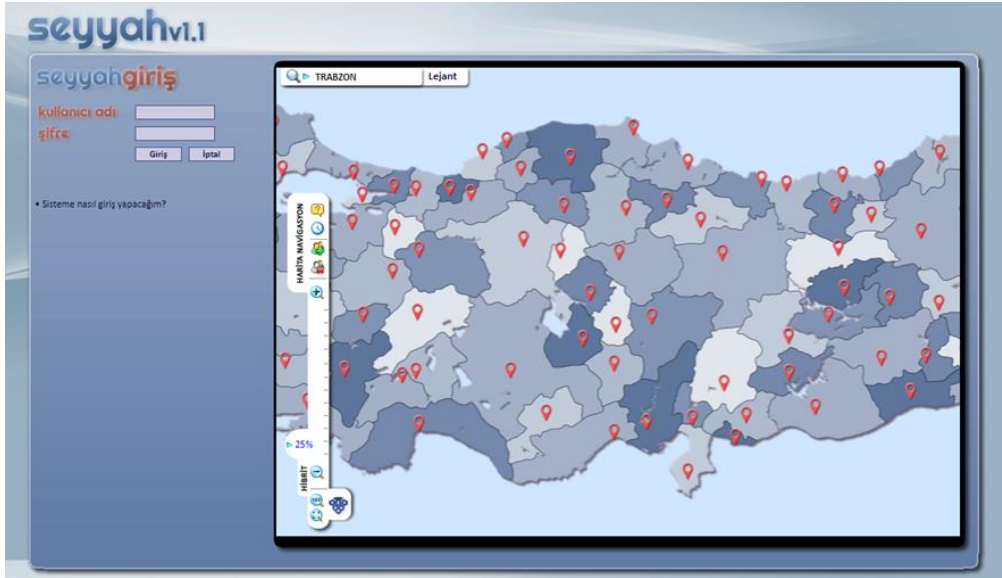 seyyahv1.1
seyyahgiriş
kullanıcı adı
şifre
Giriş İptal
• Sisteme nasıl giriş yapacağım?
TRABZON
Lejant
HARİTA NAVİGASYON
25%
HİBRİT